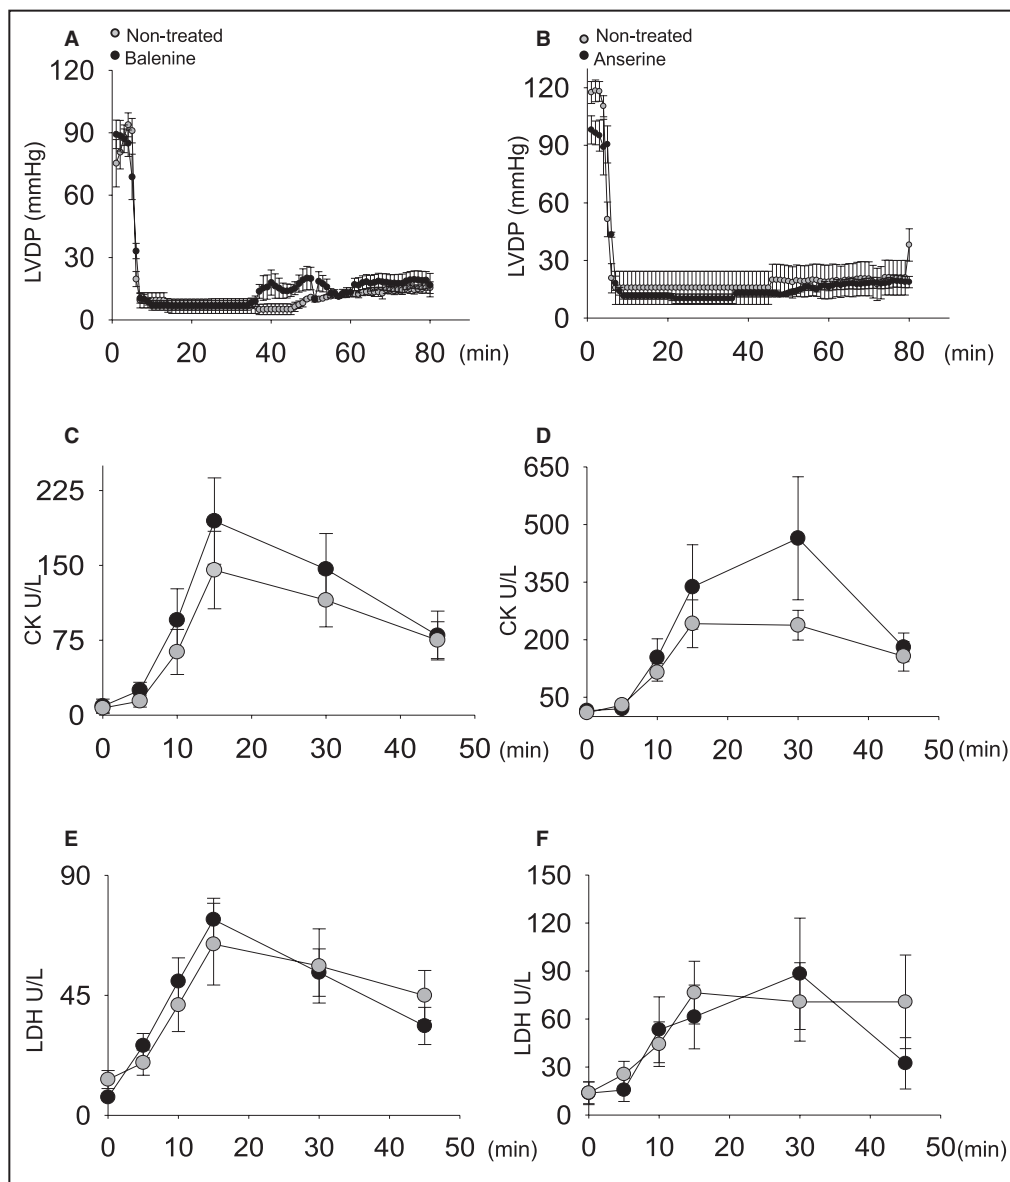 A
Non-treated
Balenine
120
90
60
30
0
LVDP (mmHg)
0 20 40 60 80 (min)
B
Non-treated
Anserine
120
90
60
30
0
LVDP (mmHg)
0 20 40 60 80 (min)
C
225
150
75
0
CK U/L
0 10 20 30 40 50 (min)
D
650
500
350
200
50
CK U/L
0 10 20 30 40 50 (min)
E
90
45
0
LDH U/L
0 10 20 30 40 50 (min)
F
150
120
90
60
30
0
LDH U/L
0 10 20 30 40 50 (min)